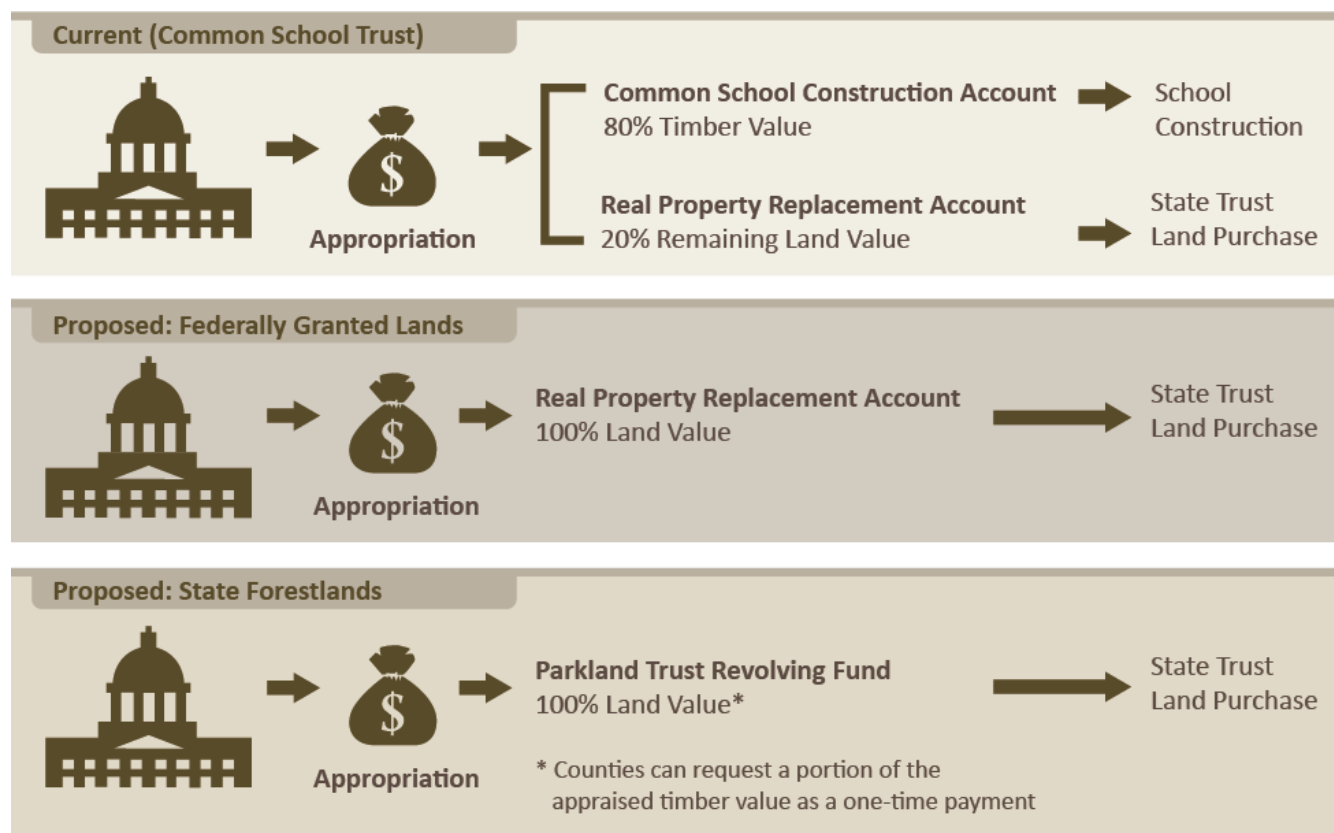 Current (Common School Trust)
$
Appropriation
Common School Construction Account
80% Timber Value
School
Construction
Real Property Replacement Account
20% Remaining Land Value
State Trust
Land Purchase
Proposed: Federally Granted Lands
$
Appropriation
Real Property Replacement Account
100% Land Value
State Trust
Land Purchase
Proposed: State Forestlands
$
Appropriation
Parkland Trust Revolving Fund
100% Land Value*
State Trust
Land Purchase
* Counties can request a portion of the
appraised timber value as a one-time payment